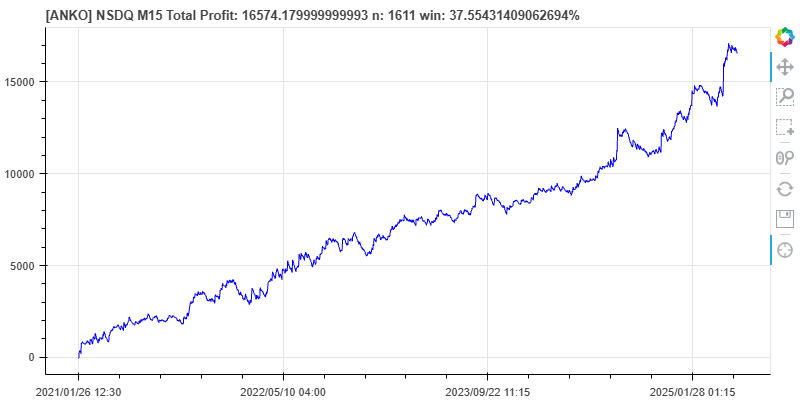 [ANKO] NSDQ M15 Total Profit: 16574.179999999993 n: 1611 win: 37.55431409062694%
15000
10000
5000
0
2021/01/26 12:30 2022/05/10 04:00 2023/09/22 11:15 2025/01/28 01:15